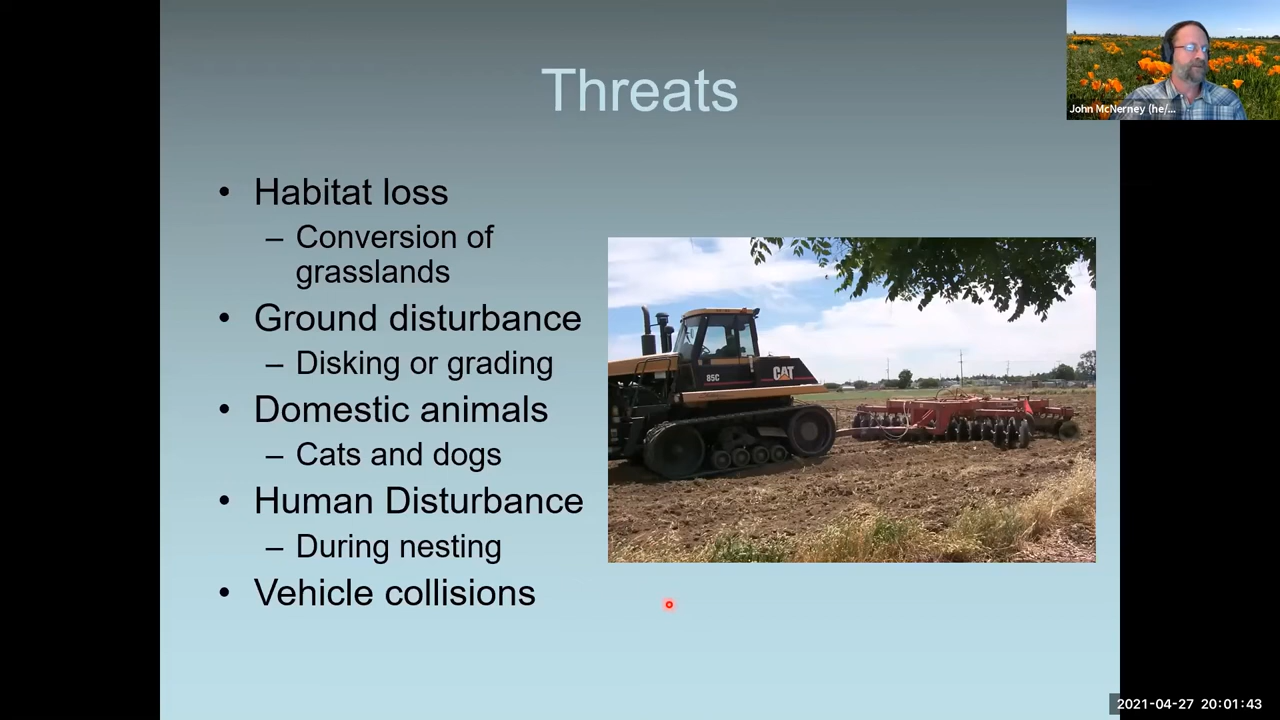 Threats
John McNerney (he/...
• Habitat loss
– Conversion of
grasslands
• Ground disturbance
– Disking or grading
• Domestic animals
– Cats and dogs
• Human Disturbance
– During nesting
• Vehicle collisions
85C
CAT
2021-04-27 20:01:43